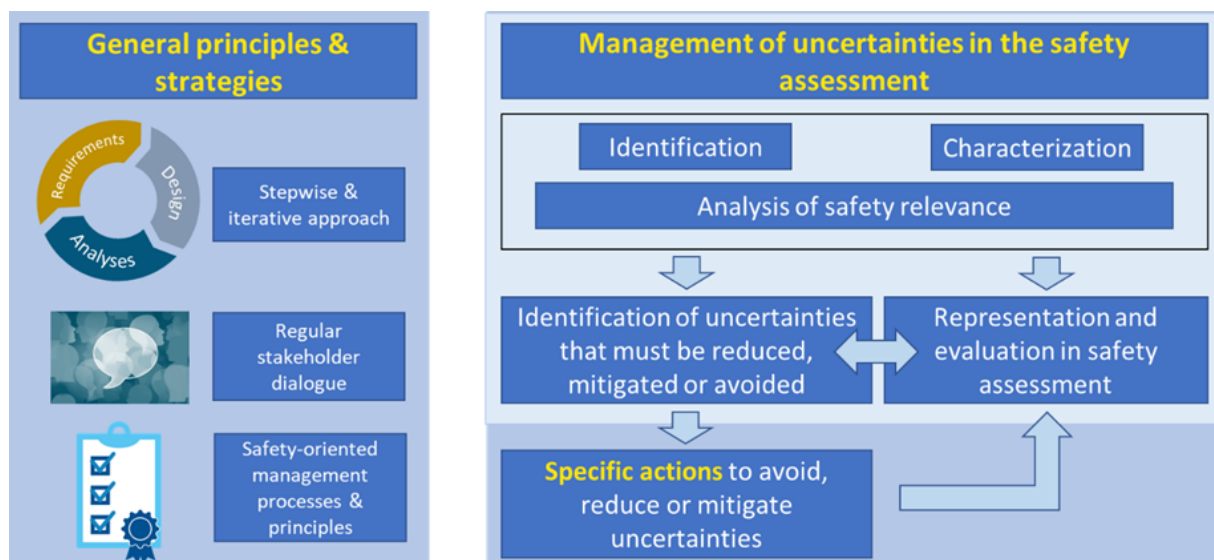 General principles &
strategies
Requirements
Design
Analyses
Stepwise &
iterative approach
Regular
stakeholder
dialogue
Safety-oriented
management
processes &
principles
Management of uncertainties in the safety
assessment
Identification
Characterization
Analysis of safety relevance
Identification of uncertainties
that must be reduced,
mitigated or avoided
Representation and
evaluation in safety
assessment
Specific actions to avoid,
reduce or mitigate
uncertainties